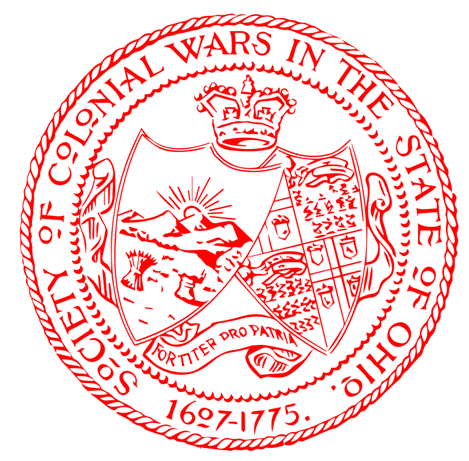 SOCIETY OF COLONIAL WARS IN THE STATE OF OHIO.
FORTITER PRO PATRIA
1607-1775.